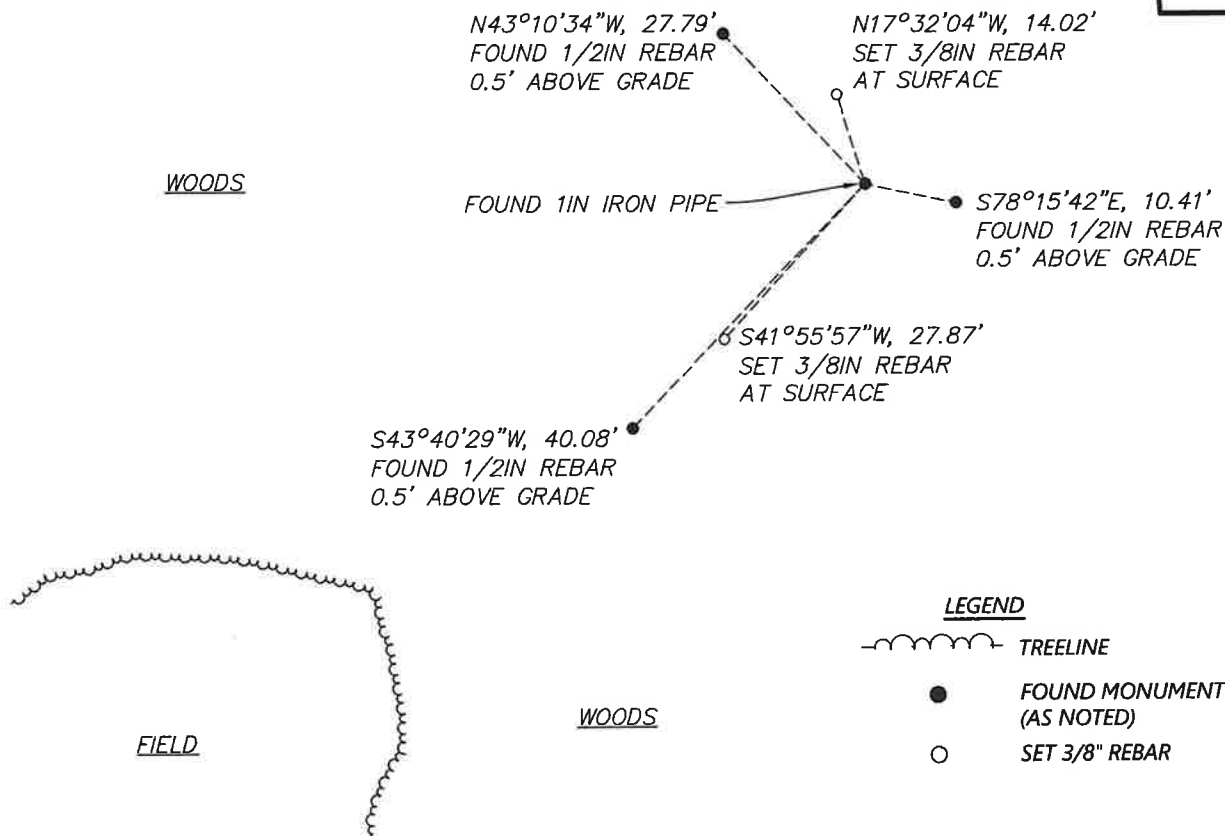 N43°10'34"W, 27.79'
FOUND 1/2IN REBAR
0.5' ABOVE GRADE
N17°32'04"W, 14.02'
SET 3/8IN REBAR
AT SURFACE
WOODS
FOUND 1IN IRON PIPE
S78°15'42"E, 10.41'
FOUND 1/2IN REBAR
0.5' ABOVE GRADE
S41°55'57"W, 27.87'
SET 3/8IN REBAR
AT SURFACE
S43°40'29"W, 40.08'
FOUND 1/2IN REBAR
0.5' ABOVE GRADE
FIELD
WOODS
LEGEND
TREELINE
FOUND MONUMENT
(AS NOTED)
SET 3/8" REBAR